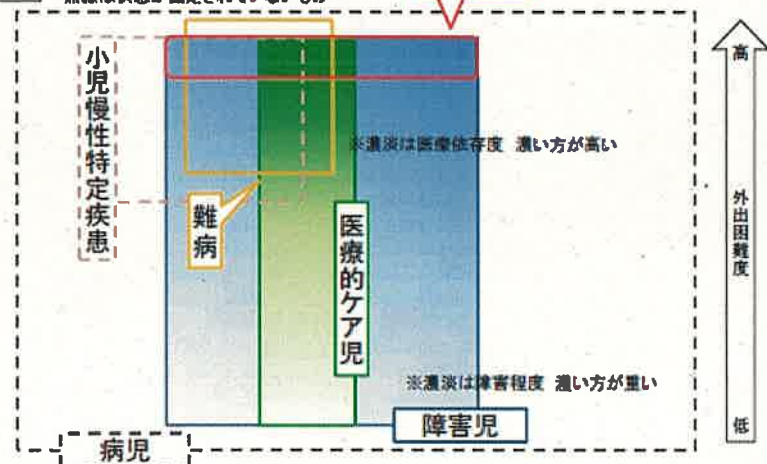 高
小児慢性特定疾患
※濃淡は医療依存度 濃い方が高い
難病
医療的ケア児
外出困難度
※濃淡は障害程度 濃い方が重い
障害児
低
病児